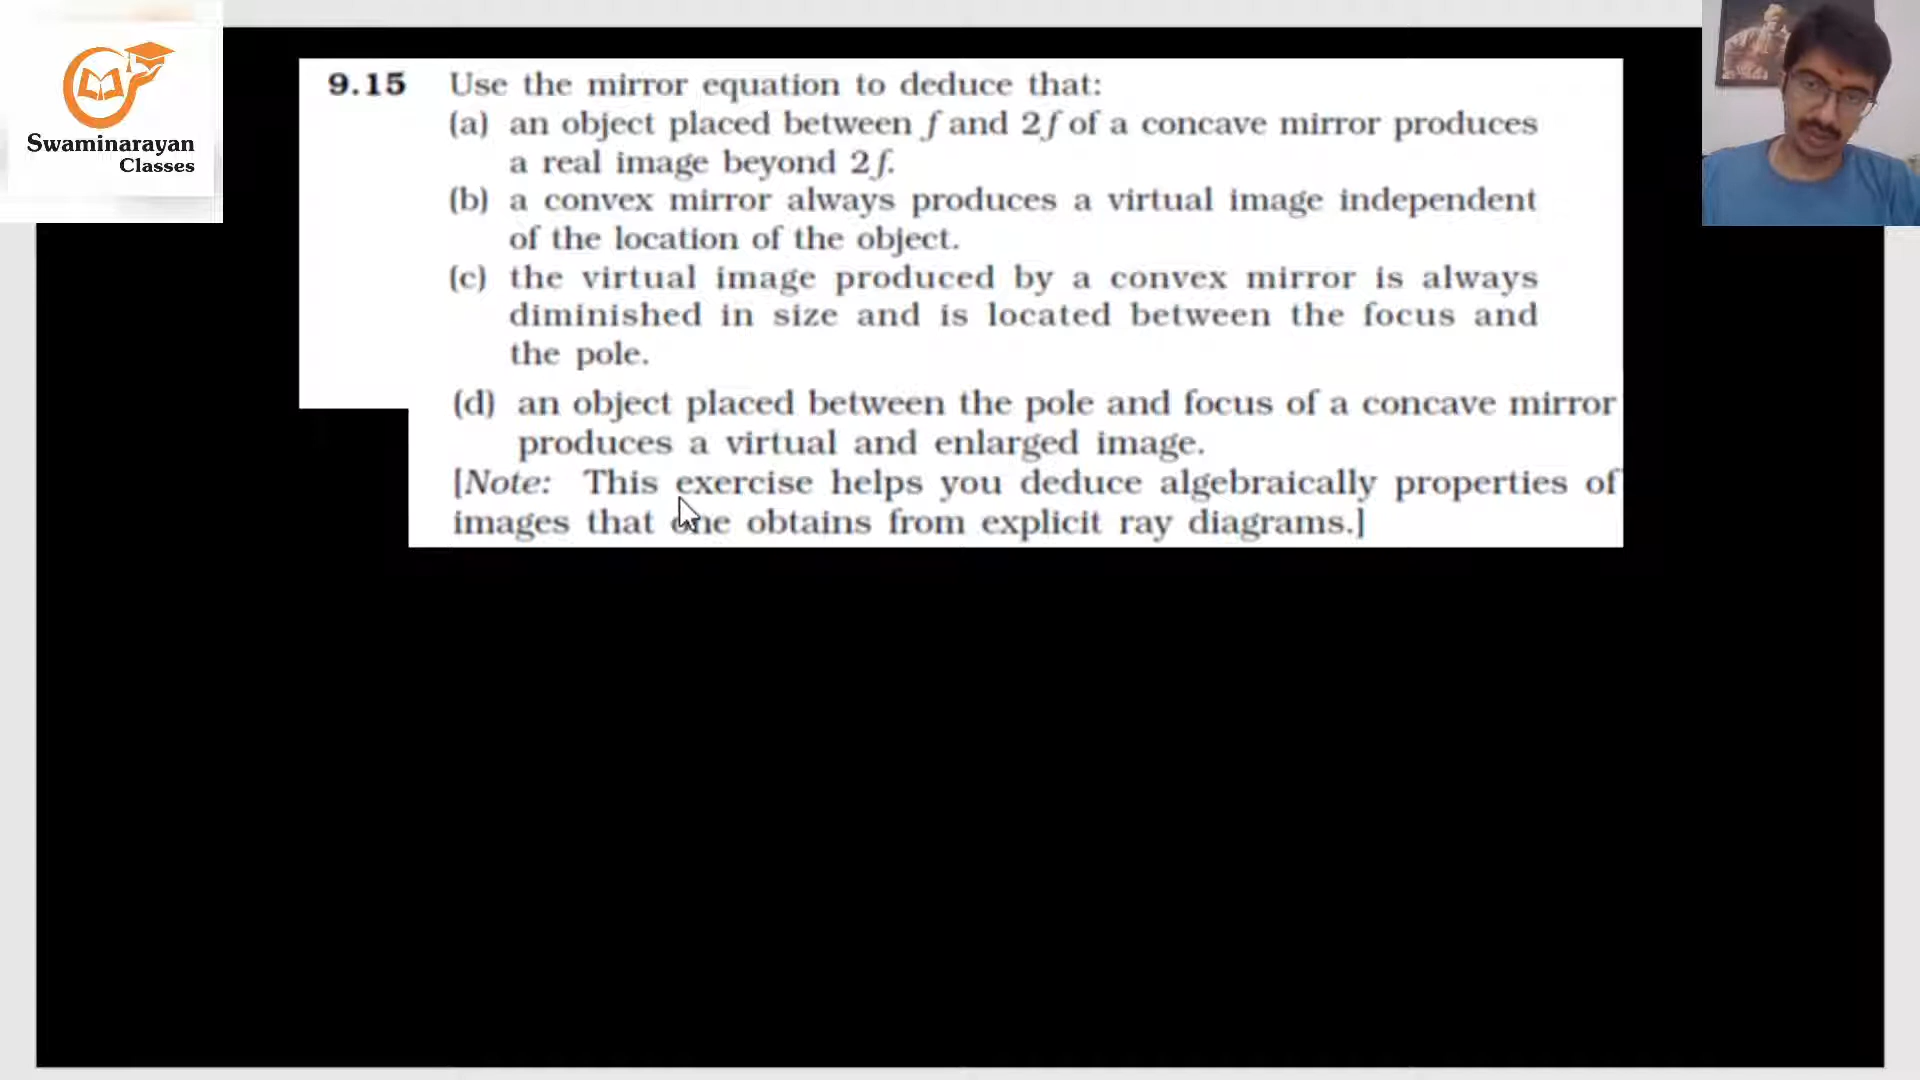 Swaminarayan
Classes
9.15 Use the mirror equation to deduce that:
(a) an object placed between f and 2f of a concave mirror produces
a real image beyond 2f.
(b) a convex mirror always produces a virtual image independent
of the location of the object.
(c) the virtual image produced by a convex mirror is always
diminished in size and is located between the focus and
the pole.
(d) an object placed between the pole and focus of a concave mirror
produces a virtual and enlarged image.
[Note: This exercise helps you deduce algebraically properties of
images that one obtains from explicit ray diagrams.]